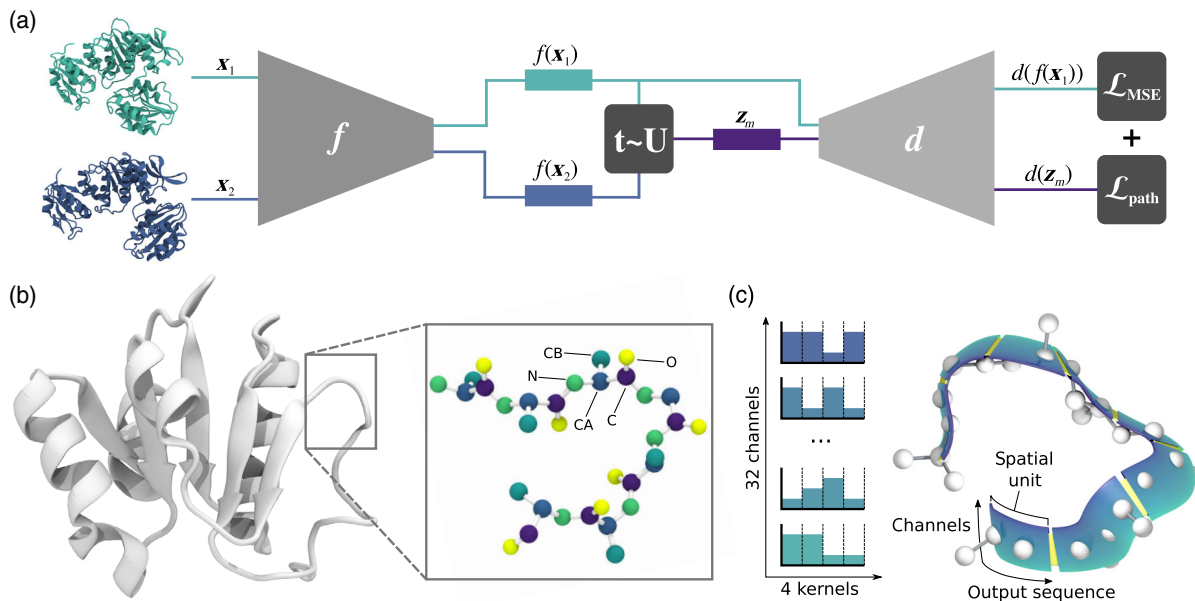 (a)
x₁
x₂
f
f(x₁)
f(x₂)
t~U
zₘ
d
d(f(x₁))
d(zₘ)
ℒMSE
+
ℒpath
(b)
CB
O
N
CA
C
(c)
32 channels
...
4 kernels
Spatial
unit
Channels
Output sequence